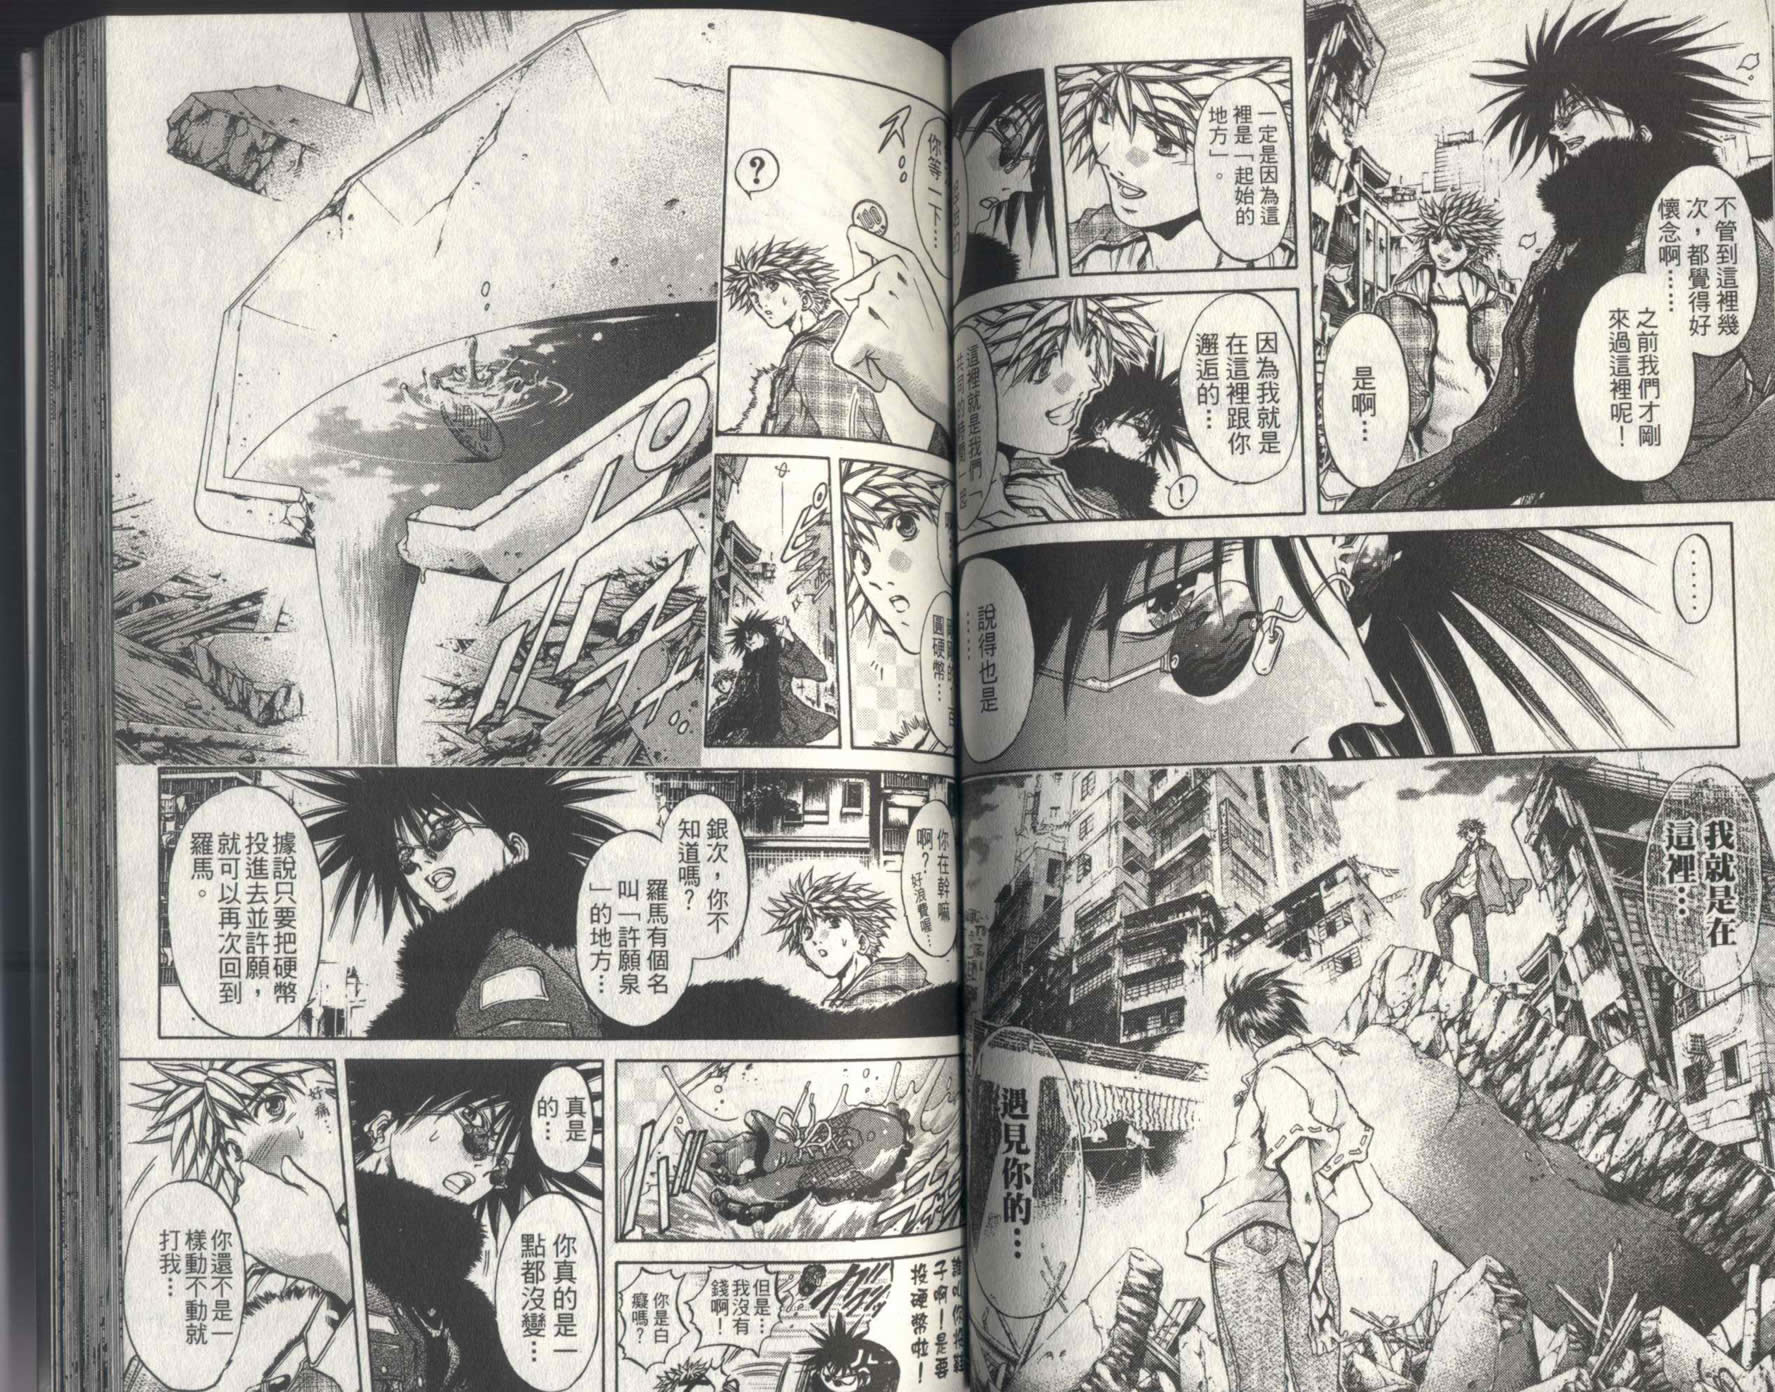 不管到這裡幾
次，都覺得好
懷念啊……
之前我們才剛
來過這裡呢！
是啊…
一定是因為這
裡是「起始的
地方」。
因為我就是
在這裡跟你
邂逅的…
！
這裡就是我們「
……
說得也是
……
我就是在
這裡…
遇見你的…
你等一下…
ス…
？
100
圓硬幣…
你在幹嘛
啊？好浪費喔…
銀次，你不
知道嗎？
羅馬有個名
叫「許願泉
」的地方…
據說只要把硬幣
投進去並許願，
就可以再次回到
羅馬。
子啊！是要
投硬幣啦！
但是…
我沒有
錢啊！
你是白
癡嗎？
真是
的…
你真的是一
點都沒變…
好痛…
你還不是一
樣動不動就
打我…